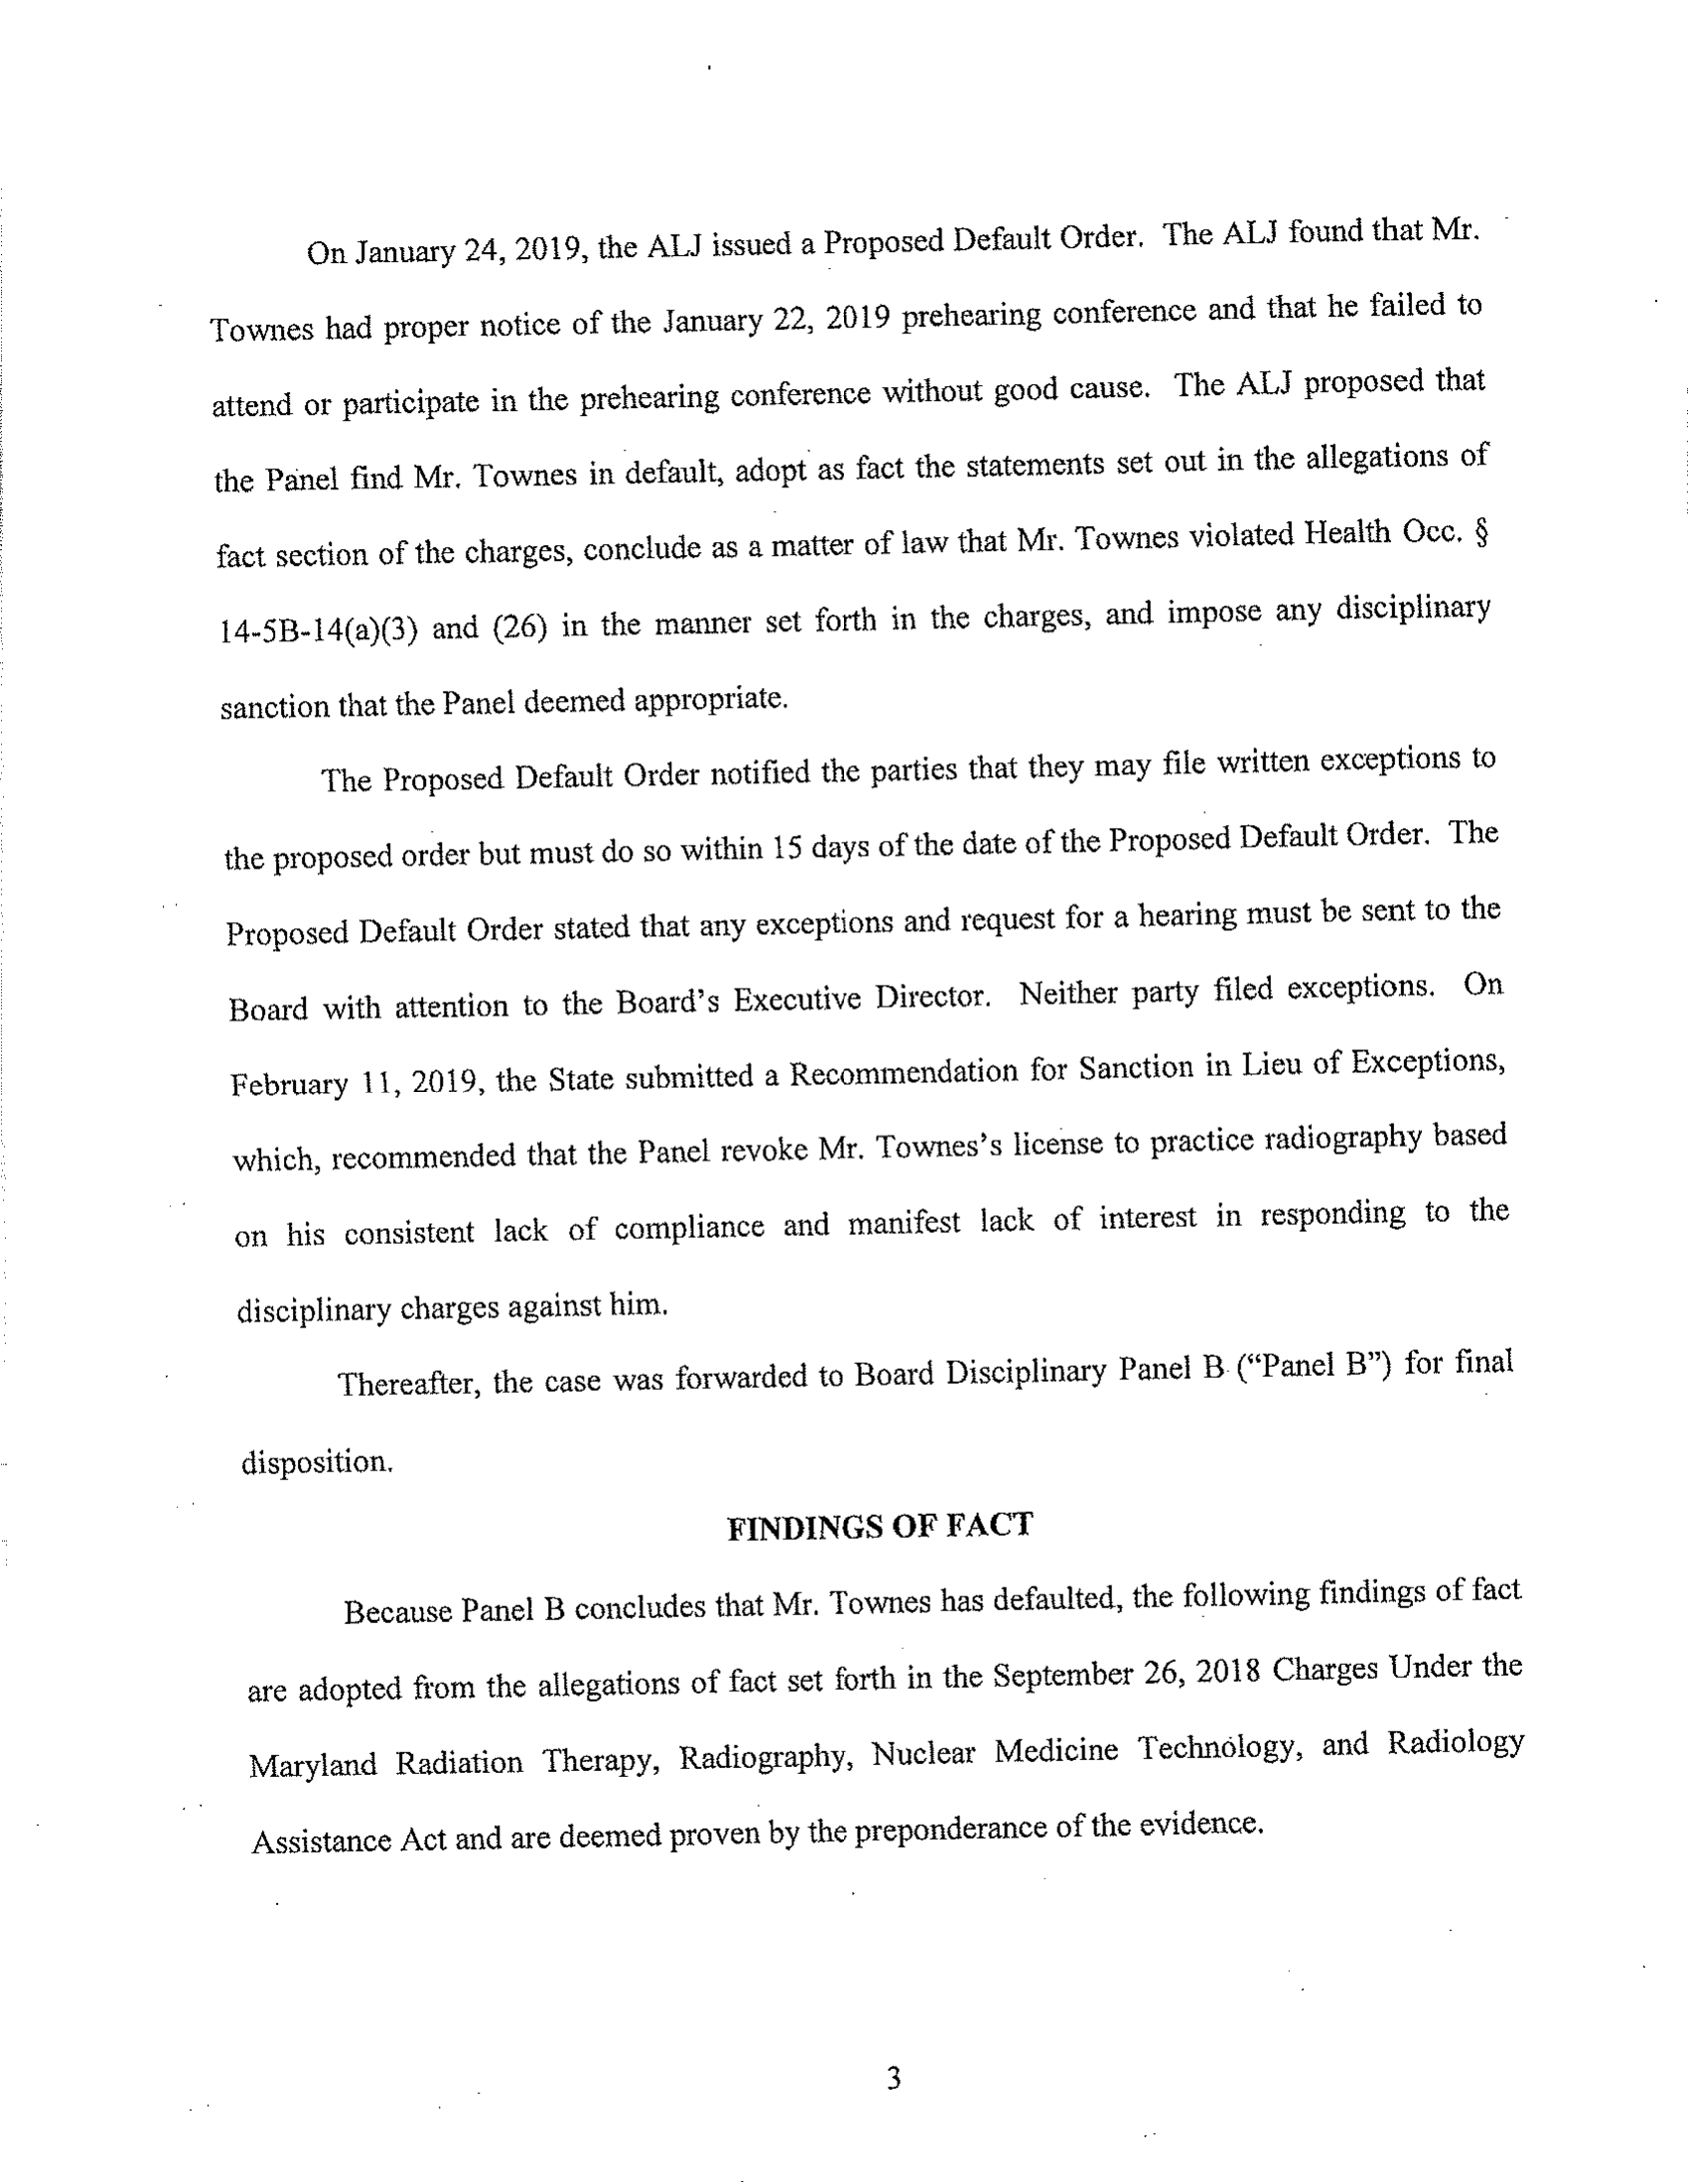 On January 24, 2019, the ALJ issued a Proposed Default Order. The ALJ found that Mr.
Townes had proper notice of the January 22, 2019 prehearing conference and that he failed to
attend or participate in the prehearing conference without good cause. The ALJ proposed that
the Panel find Mr. Townes in default, adopt as fact the statements set out in the allegations of
fact section of the charges, conclude as a matter of law that Mr. Townes violated Health Occ. §
14-5B-14(a)(3) and (26) in the manner set forth in the charges, and impose any disciplinary
sanction that the Panel deemed appropriate.
The Proposed Default Order notified the parties that they may file written exceptions to
the proposed order but must do so within 15 days of the date of the Proposed Default Order. The
Proposed Default Order stated that any exceptions and request for a hearing must be sent to the
Board with attention to the Board’s Executive Director. Neither party filed exceptions. On
February 11, 2019, the State submitted a Recommendation for Sanction in Lieu of Exceptions,
which, recommended that the Panel revoke Mr. Townes’s license to practice radiography based
on his consistent lack of compliance and manifest lack of interest in responding to the
disciplinary charges against him.
Thereafter, the case was forwarded to Board Disciplinary Panel B (“Panel B”) for final
disposition.
FINDINGS OF FACT
Because Panel B concludes that Mr. Townes has defaulted, the following findings of fact
are adopted from the allegations of fact set forth in the September 26, 2018 Charges Under the
Maryland Radiation Therapy, Radiography, Nuclear Medicine Technology, and Radiology
Assistance Act and are deemed proven by the preponderance of the evidence.
3